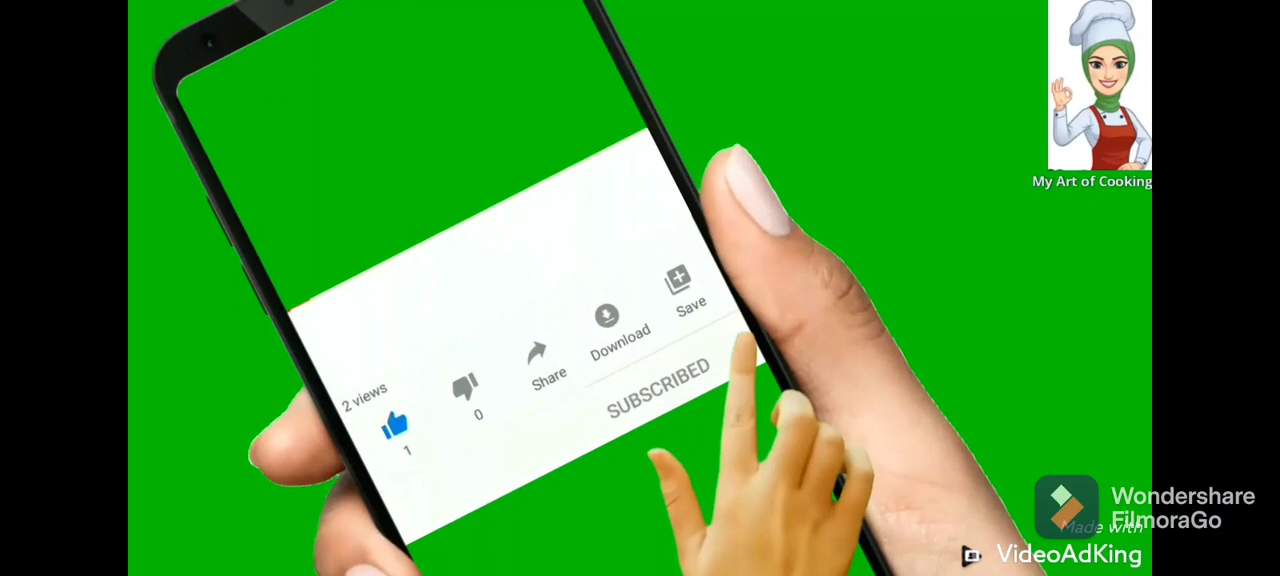 My Art of Cooking
2 views
1
0
Share
Download
Save
SUBSCRIBED
Wondershare
FilmoraGo
Made with
VideoAdKing